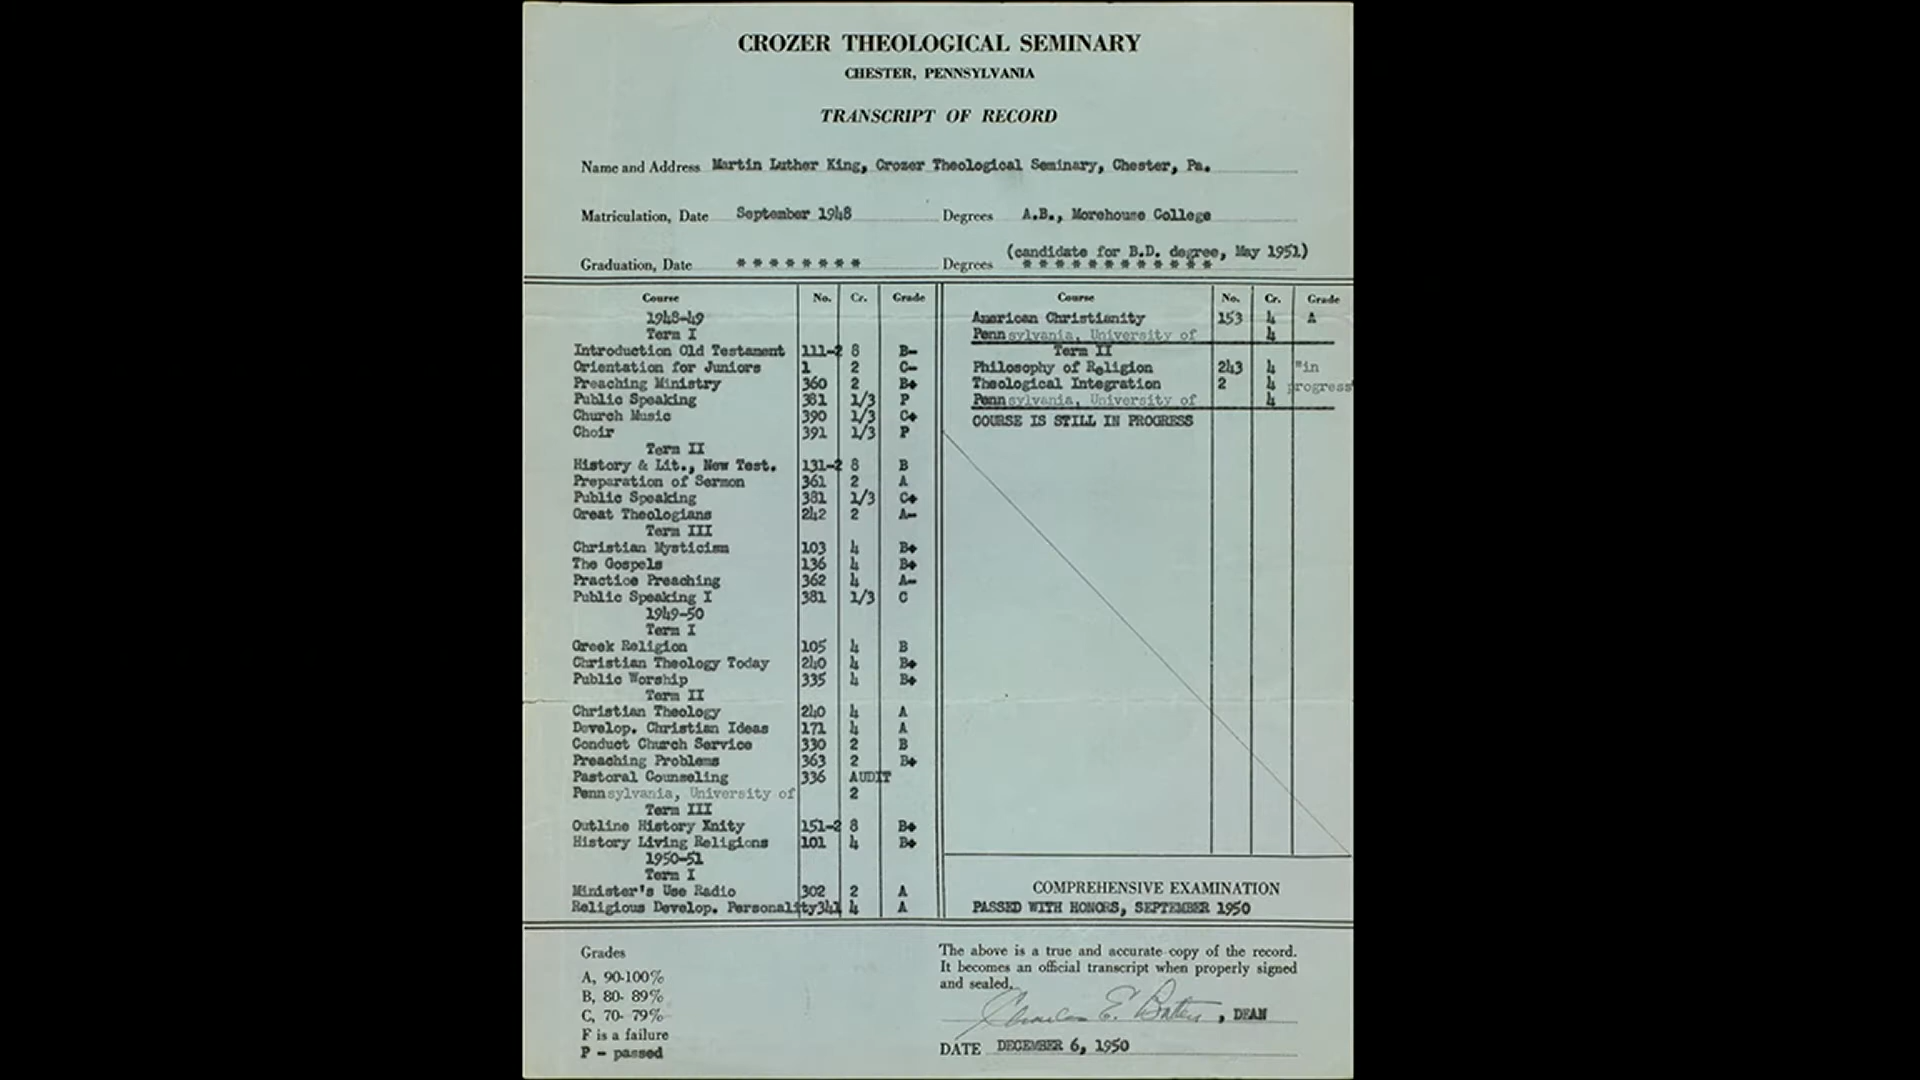 CROZER THEOLOGICAL SEMINARY
CHESTER, PENNSYLVANIA
TRANSCRIPT OF RECORD
Name and Address Martin Luther King, Crozer Theological Seminary, Chester, Pa.
Matriculation, Date September 1948 Degrees A.B., Morehouse College
(candidate for B.D. degree, May 1951)
Graduation, Date * * * * * * * * Degrees * * * * * * * * * * * *
Course No. Cr. Grade
1948-49
Term I
Introduction Old Testament 111-2 8 B-
Orientation for Juniors 1 2 C-
Preaching Ministry 360 2 B+
Public Speaking 381 1/3 P
Church Music 390 1/3 C+
Choir 391 1/3 P
Term II
History & Lit., New Test. 131-2 8 B
Preparation of Sermon 361 2 A
Public Speaking 381 1/3 C+
Great Theologians 242 2 A-
Term III
Christian Mysticism 103 4 B+
The Gospels 136 4 B+
Practice Preaching 362 4 A-
Public Speaking I 381 1/3 C
1949-50
Term I
Greek Religion 105 4 B
Christian Theology Today 240 4 B+
Public Worship 335 4 B+
Term II
Christian Theology 240 4 A
Develop. Christian Ideas 171 4 A
Conduct Church Service 330 2 B
Preaching Problems 363 2 B+
Pastoral Counseling 336 AUDIT
Pennsylvania, University of 2
Term III
Outline History Xnity 151-2 8 B+
History Living Religions 101 4 B+
1950-51
Term I
Minister's Use Radio 302 2 A
Religious Develop. Personality 341 4 A
Course No. Cr. Grade
American Christianity 153 4 A
Pennsylvania, University of 4
Term II
Philosophy of Religion 243 4 "in
Theological Integration 2 4 progress"
Pennsylvania, University of 4
COURSE IS STILL IN PROGRESS
COMPREHENSIVE EXAMINATION
PASSED WITH HONORS, SEPTEMBER 1950
Grades
A, 90-100%
B, 80- 89%
C, 70- 79%
F is a failure
P - passed
The above is a true and accurate copy of the record.
It becomes an official transcript when properly signed
and sealed.
Charles E. Batten, DEAN
DATE DECEMBER 6, 1950